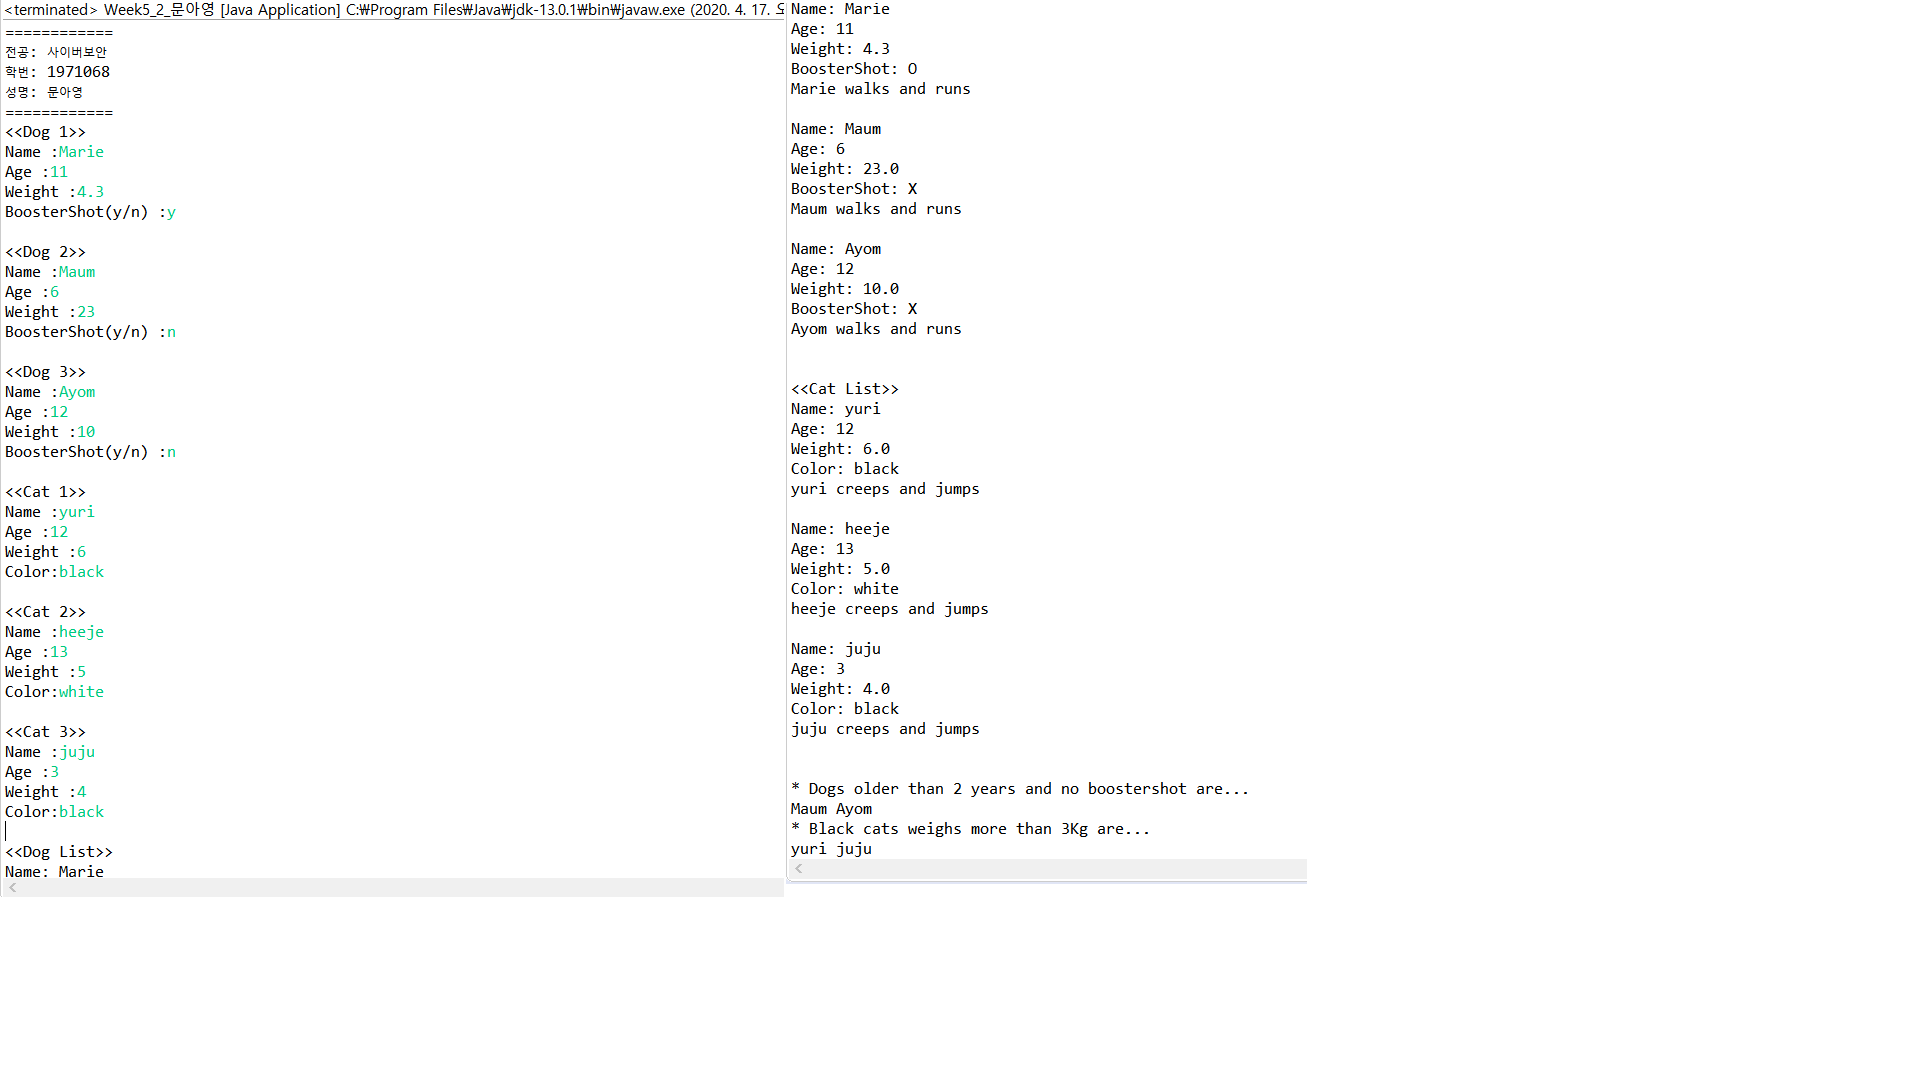 <terminated> Week5_2_문아영 [Java Application] C:₩Program Files₩Java₩jdk-13.0.1₩bin₩javaw.exe (2020. 4. 17. 오
============
전공: 사이버보안
학번: 1971068
성명: 문아영
============
<<Dog 1>>
Name :Marie
Age :11
Weight :4.3
BoosterShot(y/n) :y
<<Dog 2>>
Name :Maum
Age :6
Weight :23
BoosterShot(y/n) :n
<<Dog 3>>
Name :Ayom
Age :12
Weight :10
BoosterShot(y/n) :n
<<Cat 1>>
Name :yuri
Age :12
Weight :6
Color:black
<<Cat 2>>
Name :heeje
Age :13
Weight :5
Color:white
<<Cat 3>>
Name :juju
Age :3
Weight :4
Color:black
<<Dog List>>
Name: Marie
Name: Marie
Age: 11
Weight: 4.3
BoosterShot: O
Marie walks and runs
Name: Maum
Age: 6
Weight: 23.0
BoosterShot: X
Maum walks and runs
Name: Ayom
Age: 12
Weight: 10.0
BoosterShot: X
Ayom walks and runs
<<Cat List>>
Name: yuri
Age: 12
Weight: 6.0
Color: black
yuri creeps and jumps
Name: heeje
Age: 13
Weight: 5.0
Color: white
heeje creeps and jumps
Name: juju
Age: 3
Weight: 4.0
Color: black
juju creeps and jumps
* Dogs older than 2 years and no boostershot are...
Maum Ayom
* Black cats weighs more than 3Kg are...
yuri juju